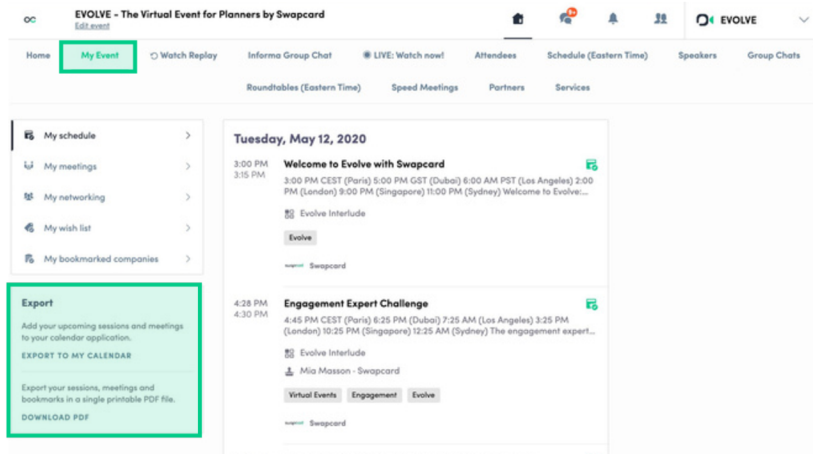 EVOLVE - The Virtual Event for
Planners by Swapcard
Edit event
9+
EVOLVE
Home My Event Watch Replay Informa Group Chat LIVE: Watch now! Attendees Schedule (Eastern Time) Speakers Group Chats
Roundtables (Eastern Time) Speed Meetings Partners Services
My schedule
My meetings
My networking
My wish list
My bookmarked companies
Export
Add your upcoming sessions and meetings
to your calendar application.
EXPORT TO MY CALENDAR
Export your sessions, meetings and
bookmarks in a single printable PDF file.
DOWNLOAD PDF
Tuesday, May 12, 2020
3:00 PM
3:15 PM
Welcome to Evolve with Swapcard
3:00 PM CEST (Paris) 5:00 PM GST (Dubai) 6:00 AM PST (Los Angeles) 2:00
PM (London) 9:00 PM (Singapore) 11:00 PM (Sydney) Welcome to Evolve:...
Evolve Interlude
Evolve
Swapcard
4:28 PM
4:30 PM
Engagement Expert Challenge
4:45 PM CEST (Paris) 6:25 PM (Dubai) 7:25 AM (Los Angeles) 3:25 PM
(London) 10:25 PM (Singapore) 12:25 AM (Sydney) The engagement expert...
Evolve Interlude
Mia Masson - Swapcard
Virtual Events Engagement Evolve
Swapcard